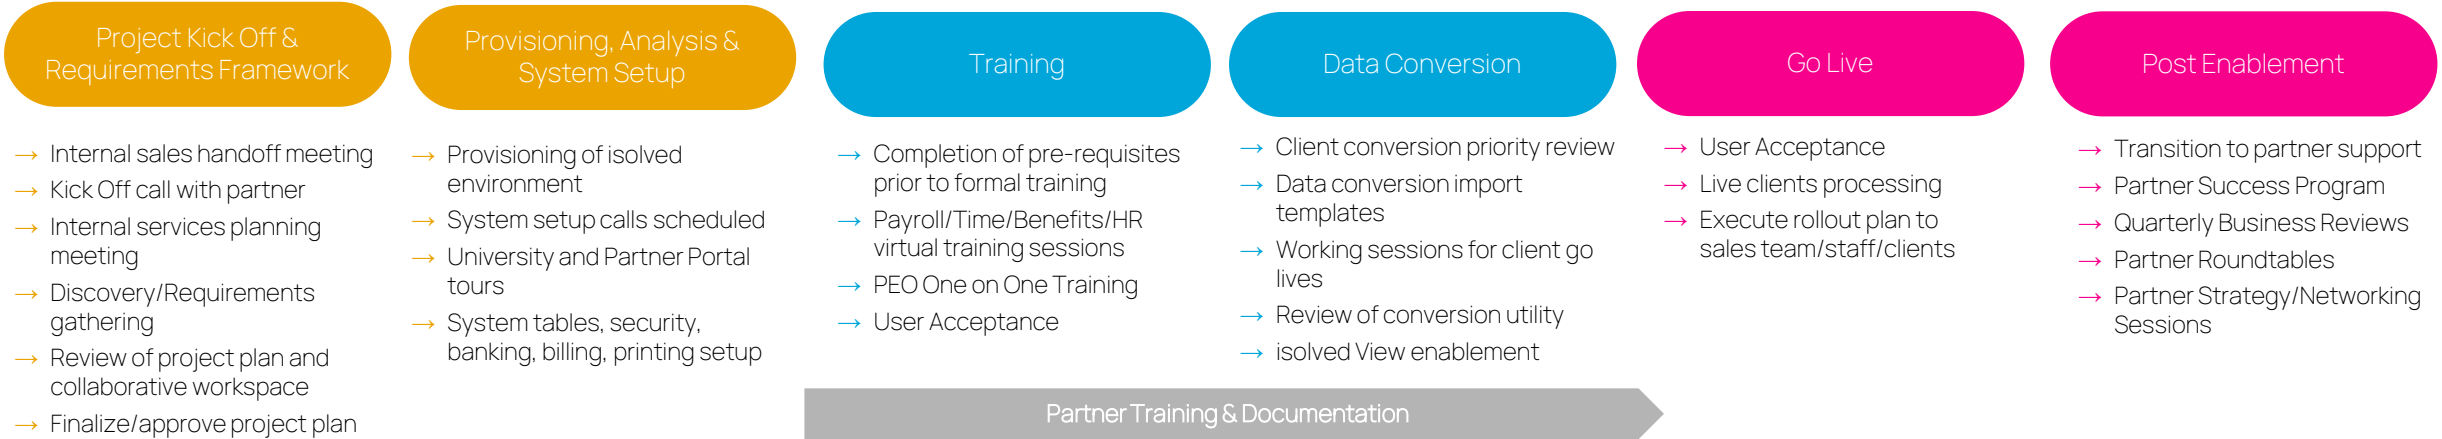 Project Kick Off &
Requirements Framework
→ Internal sales handoff meeting
→ Kick Off call with partner
→ Internal services planning
meeting
→ Discovery/Requirements
gathering
→ Review of project plan and
collaborative workspace
→ Finalize/approve project plan
Provisioning, Analysis &
System Setup
→ Provisioning of isolved
environment
→ System setup calls scheduled
→ University and Partner Portal
tours
→ System tables, security,
banking, billing, printing setup
Training
→ Completion of pre-requisites
prior to formal training
→ Payroll/Time/Benefits/HR
virtual training sessions
→ PEO One on One Training
→ User Acceptance
Data Conversion
→ Client conversion priority review
→ Data conversion import
templates
→ Working sessions for client go
lives
→ Review of conversion utility
→ isolved View enablement
Partner Training & Documentation
Go Live
→ User Acceptance
→ Live clients processing
→ Execute rollout plan to
sales team/staff/clients
Post Enablement
→ Transition to partner support
→ Partner Success Program
→ Quarterly Business Reviews
→ Partner Roundtables
→ Partner Strategy/Networking
Sessions